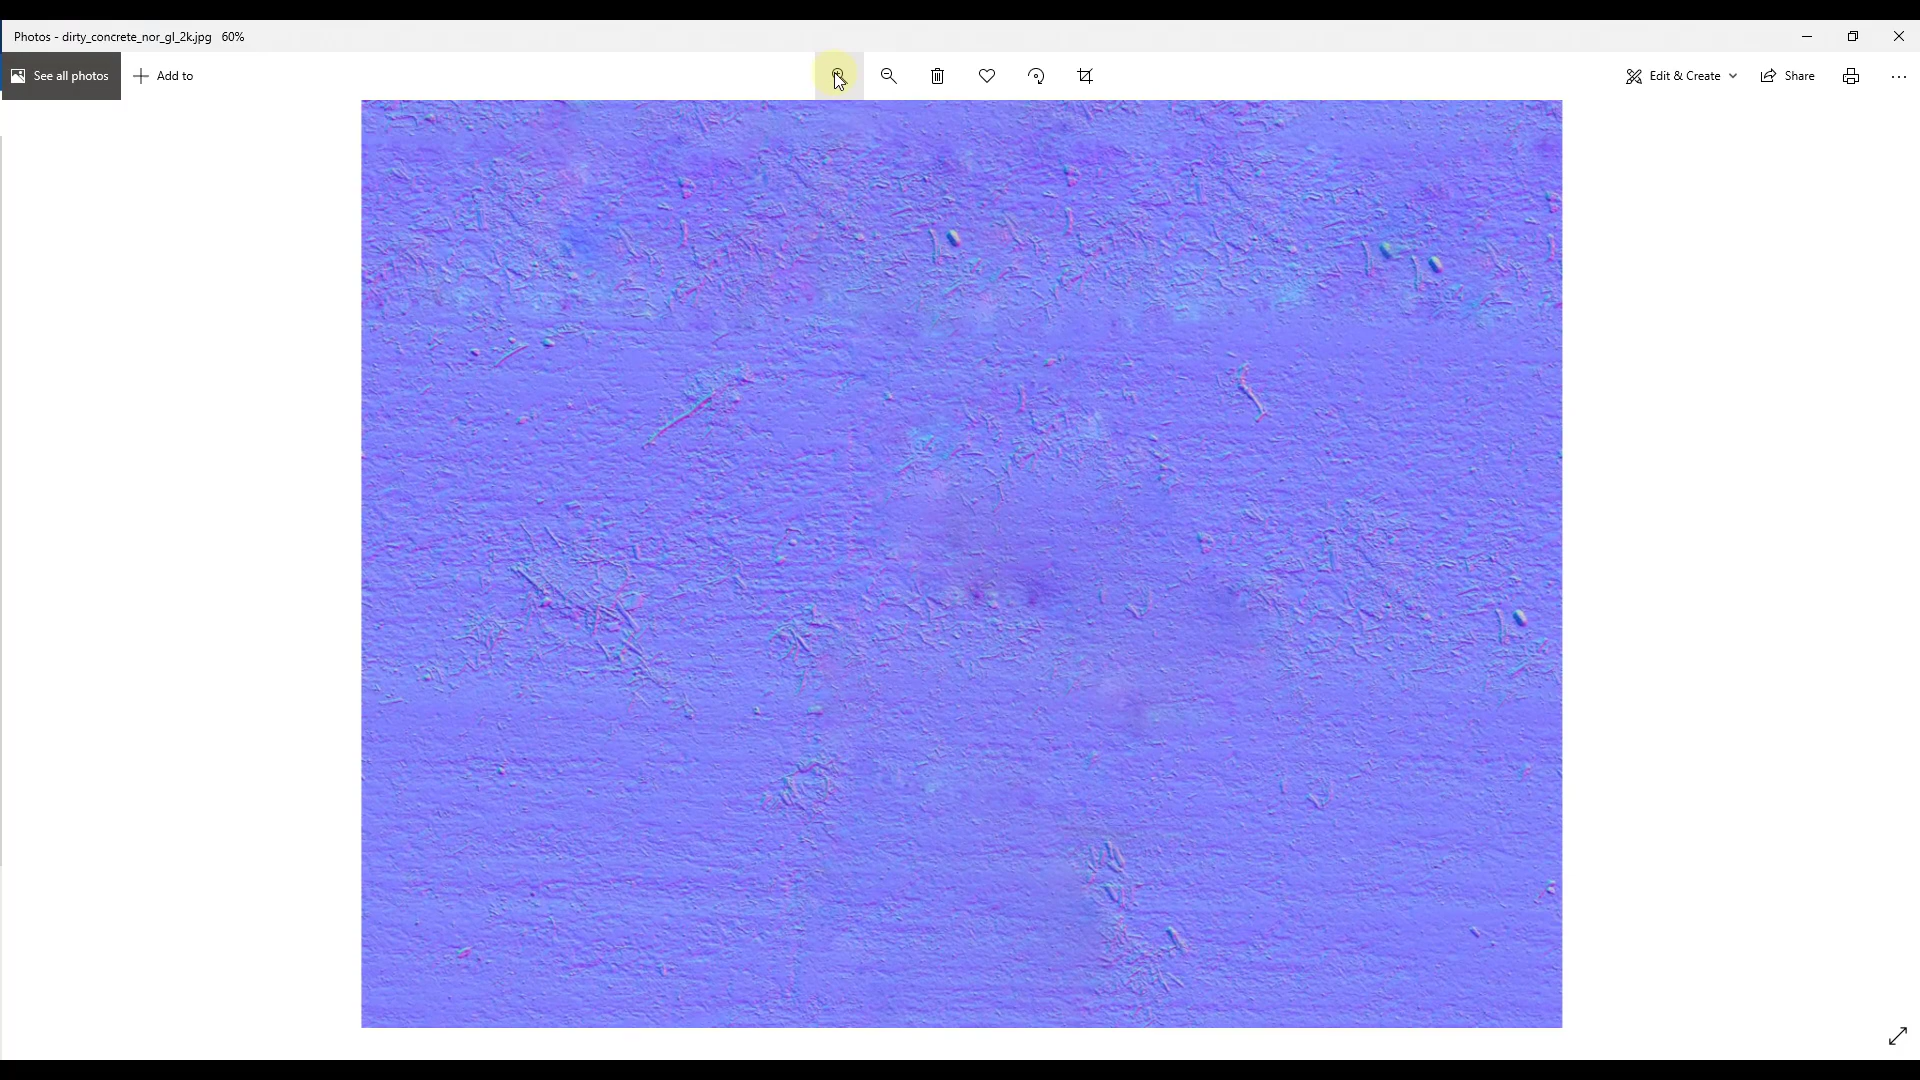 Photos - dirty_concrete_nor_gl_2k.jpg 60%
See all photos
Add to
Edit & Create
Share